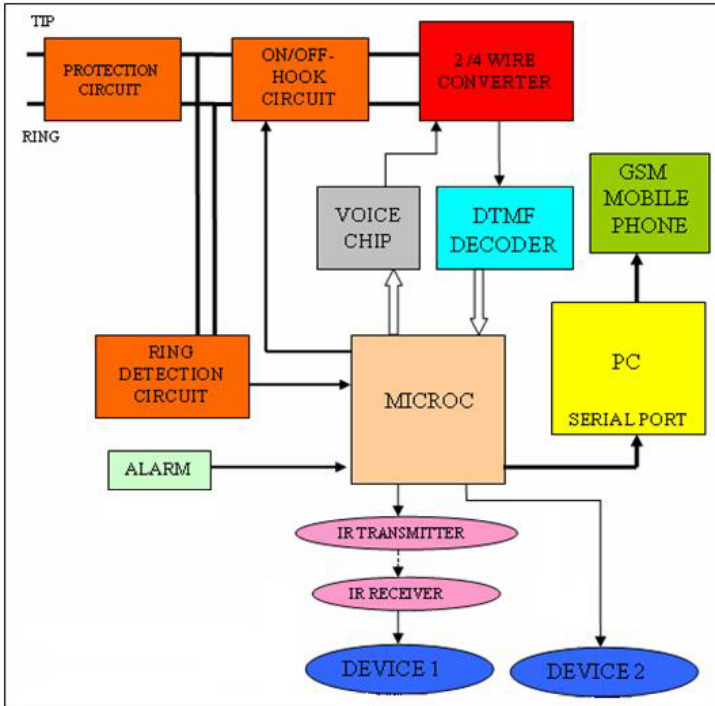 TIP
PROTECTION
CIRCUIT
RING
ON/OFF-
HOOK
CIRCUIT
2 /4 WIRE
CONVERTER
VOICE
CHIP
DTMF
DECODER
GSM
MOBILE
PHONE
RING
DETECTION
CIRCUIT
MICROC
PC
SERIAL PORT
ALARM
IR TRANSMITTER
IR RECEIVER
DEVICE 1
DEVICE 2